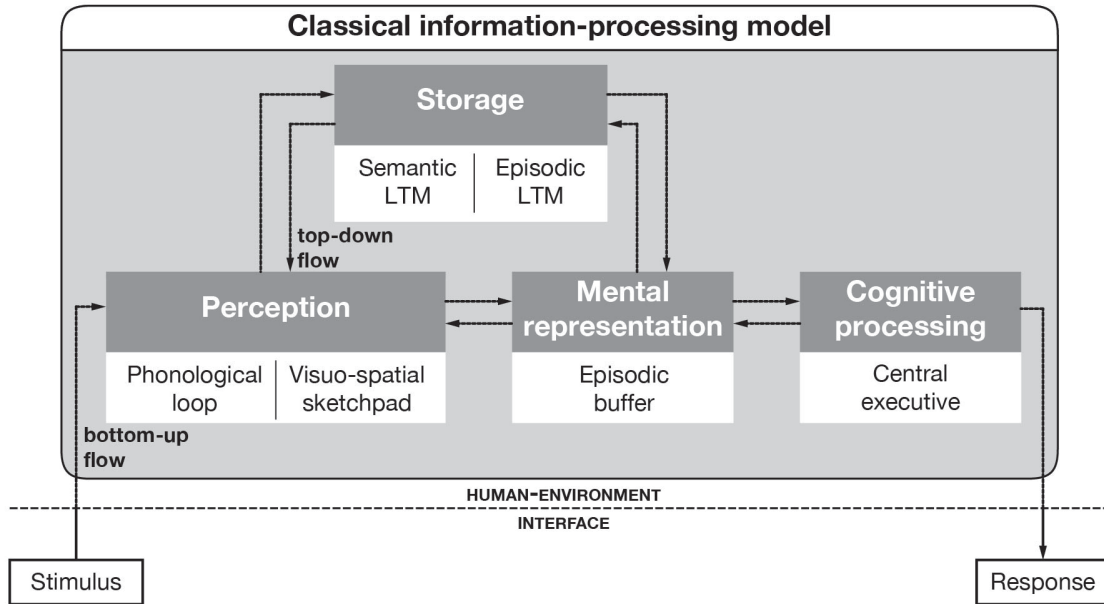 Classical information-processing model
Storage
Semantic
LTM
Episodic
LTM
top-down
flow
Perception
Mental
representation
Cognitive
processing
Phonological
loop
Visuo-spatial
sketchpad
Episodic
buffer
Central
executive
bottom-up
flow
HUMAN-ENVIRONMENT
INTERFACE
Stimulus
Response